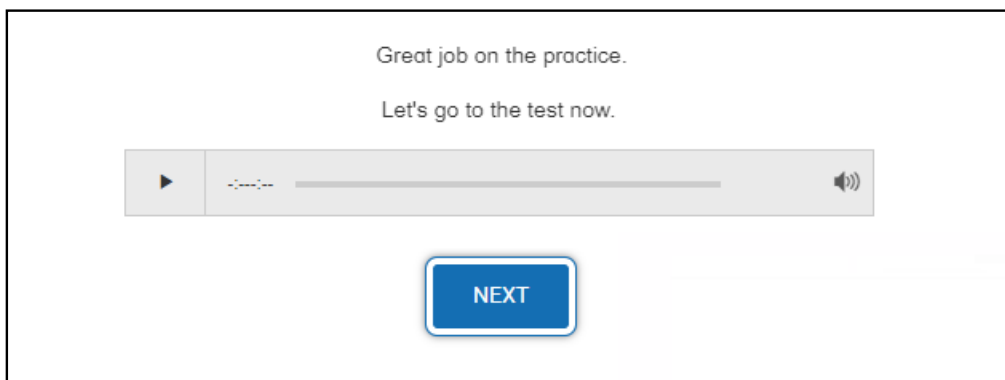 Great job on the practice.
Let's go to the test now.
-:--:--
NEXT